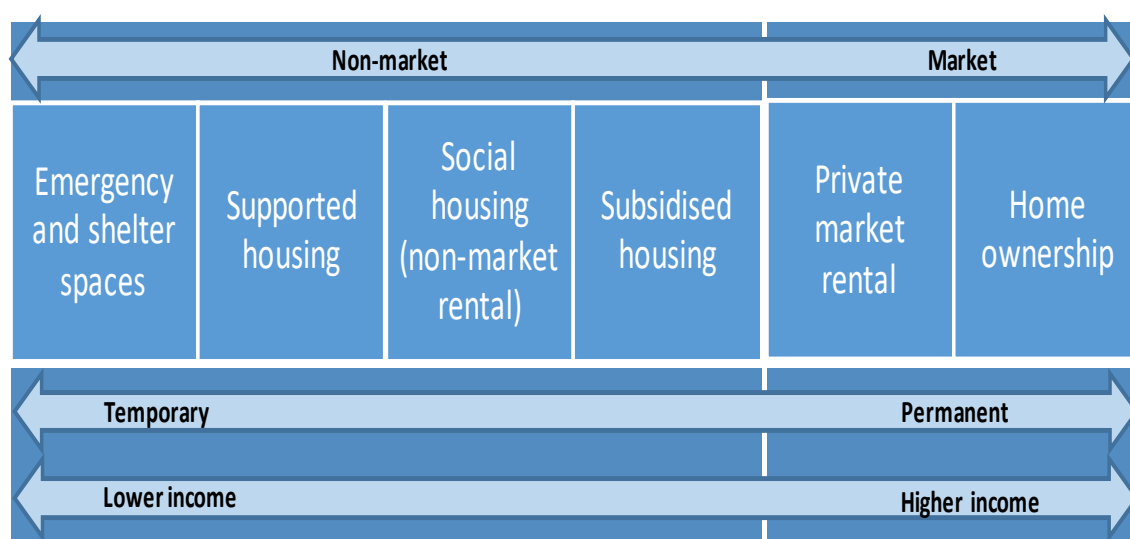 Non-market
Market
Emergency
and shelter
spaces
Supported
housing
Social
housing
(non-market
rental)
Subsidised
housing
Private
market
rental
Home
ownership
Temporary
Permanent
Lower income
Higher income